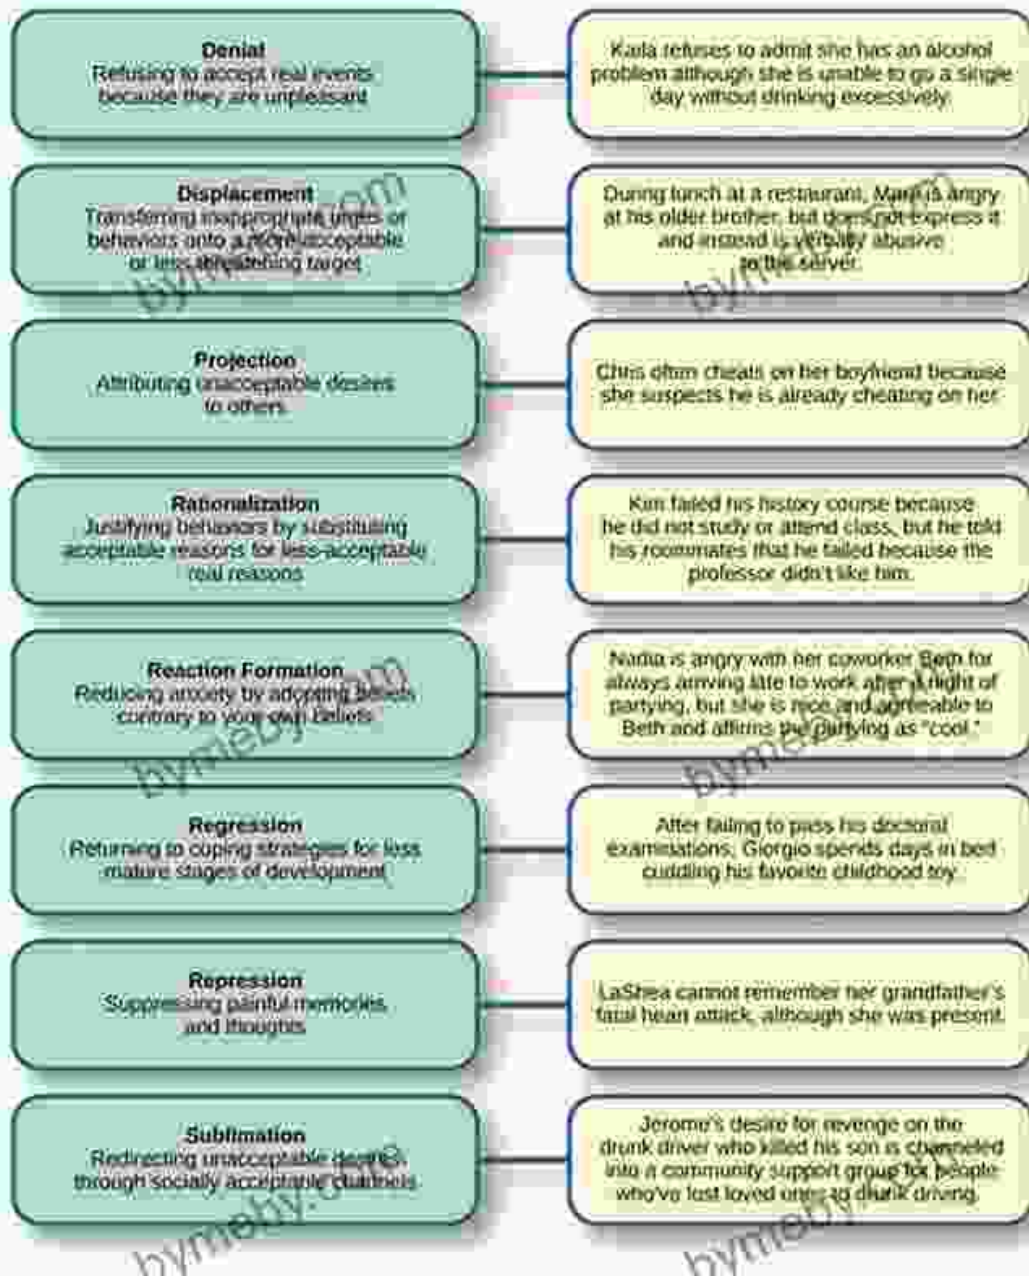 Denial
Refusing to accept real events
because they are unpleasant
Kaila refuses to admit she has an alcohol
problem although she is unable to go a single
day without drinking excessively.
Displacement
Transferring inappropriate urges or
behaviors onto a more acceptable
or less threatening target
During lunch at a restaurant, Mark is angry
at his older brother, but does not express it
and instead is verbally abusive
to the server.
Projection
Attributing unacceptable desires
to others
Chris often cheats on her boyfriend because
she suspects he is already cheating on her.
Rationalization
Justifying behaviors by substituting
acceptable reasons for less-acceptable
real reasons
Kim failed his history course because
he did not study or attend class, but he told
his roommates that he failed because the
professor didn't like him.
Reaction Formation
Reducing anxiety by adopting beliefs
contrary to your own beliefs
Nadia is angry with her coworker Beth for
always arriving late to work after a night of
partying, but she is nice and agreeable to
Beth and affirms the partying as "cool."
Regression
Returning to coping strategies for less
mature stages of development
After failing to pass his doctoral
examinations, Giorgio spends days in bed
cuddling his favorite childhood toy.
Repression
Suppressing painful memories
and thoughts
LaShea cannot remember her grandfather's
fatal heart attack, although she was present.
Sublimation
Redirecting unacceptable desires
through socially acceptable channels
Jerome's desire for revenge on the
drunk driver who killed his son is channeled
into a community support group for people
who've lost loved ones to drunk driving.
bymeby.com
bymeby.com
bymeby.com
bymeby.com
bymeby.com
bymeby.com